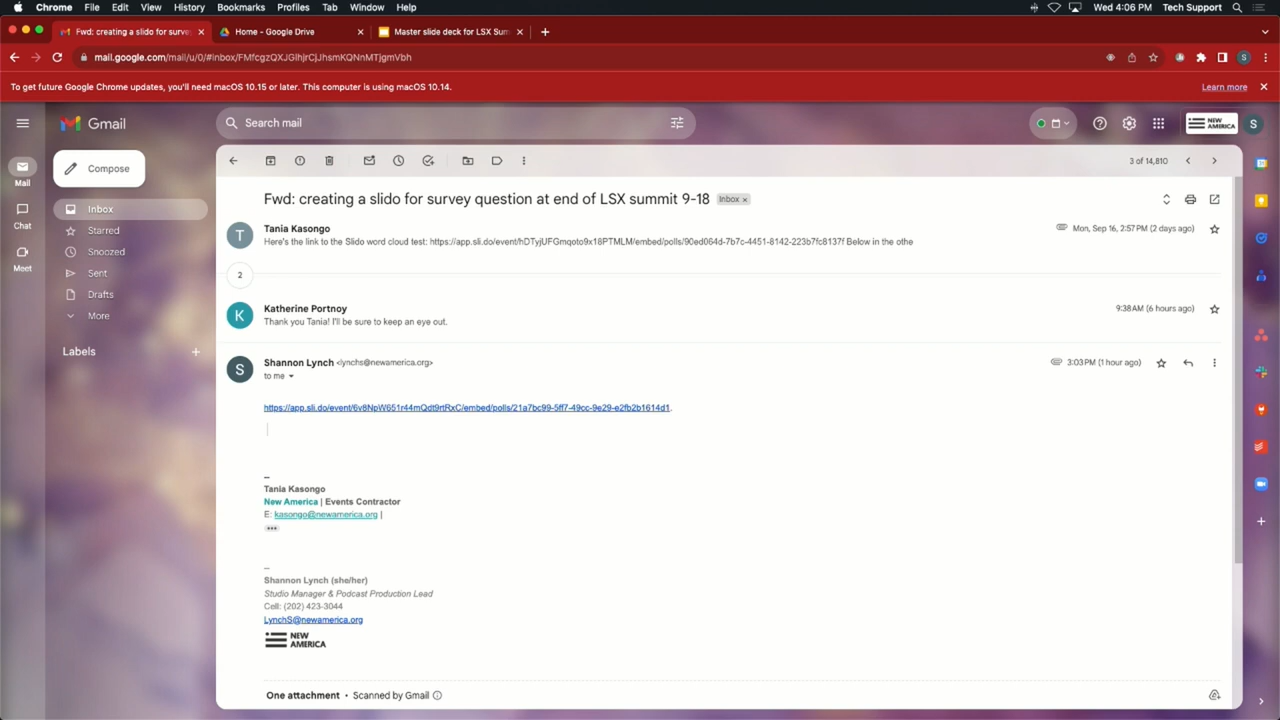 Chrome File Edit View History Bookmarks Profiles Tab Window Help Wed 4:06 PM Tech Support
Fwd: creating a slido for surve Home - Google Drive Master slide deck for LSX Sum
mail.google.com/mail/u/0/#inbox/FMfcgzQXJGlhjrCjJhsmKQNnMTjgmVbh S
To get future Google Chrome updates, you'll need macOS 10.15 or later. This computer is using macOS 10.14. Learn more
Gmail Search mail NEW AMERICA S
Mail
Compose
3 of 14,810
Chat
Meet
Inbox
Starred
Snoozed
Sent
Drafts
More
Labels
Fwd: creating a slido for survey question at end of LSX summit 9-18 Inbox
T
Tania Kasongo Mon, Sep 16, 2:57 PM (2 days ago)
Here's the link to the Slido word cloud test: https://app.sli.do/event/hDTyjUFGmqoto9x18PTMLM/embed/polls/90ed064d-7b7c-4451-8142-223b7fc8137f Below in the othe
2
K
Katherine Portnoy 9:38 AM (6 hours ago)
Thank you Tania! I'll be sure to keep an eye out.
S
Shannon Lynch <lynchs@newamerica.org> 3:03 PM (1 hour ago)
to me
https://app.sli.do/event/6v8NpW651r44mQdt9rtRxC/embed/polls/21a7bc99-5ff7-49cc-9e29-e2fb2b1614d1.
--
Tania Kasongo
New America | Events Contractor
E: kasongo@newamerica.org |
--
Shannon Lynch (she/her)
Studio Manager & Podcast Production Lead
Cell: (202) 423-3044
LynchS@newamerica.org
NEW
AMERICA
One attachment • Scanned by Gmail